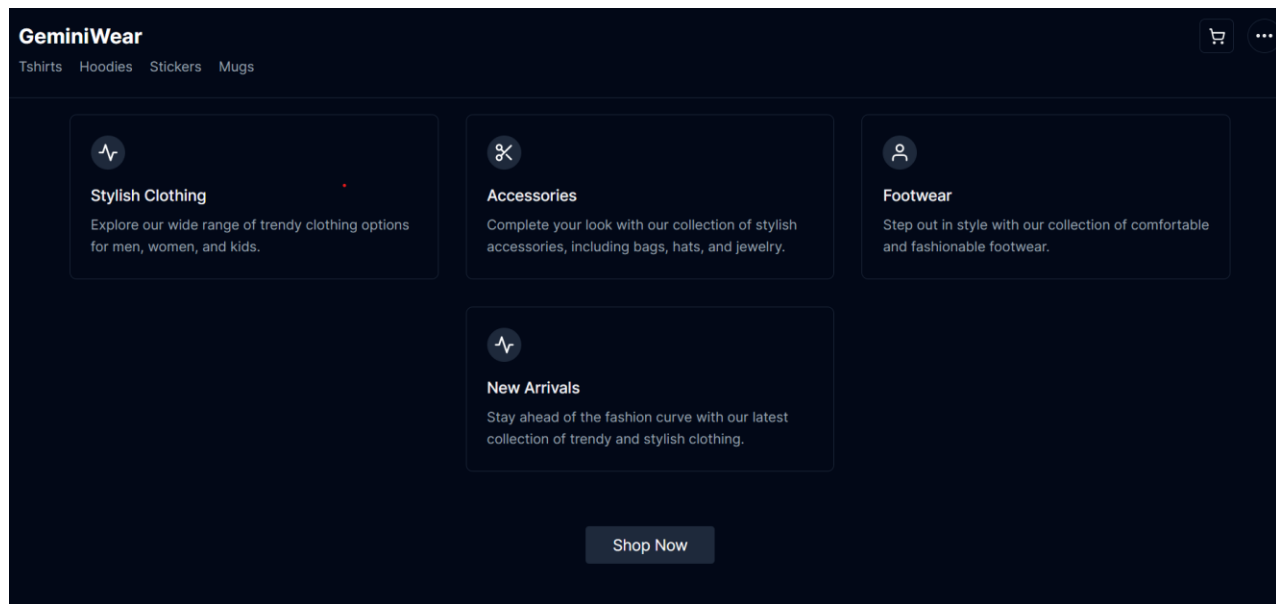 GeminiWear
Tshirts Hoodies Stickers Mugs
Stylish Clothing
Explore our wide range of trendy clothing options
for men, women, and kids.
Accessories
Complete your look with our collection of stylish
accessories, including bags, hats, and jewelry.
Footwear
Step out in style with our collection of comfortable
and fashionable footwear.
New Arrivals
Stay ahead of the fashion curve with our latest
collection of trendy and stylish clothing.
Shop Now